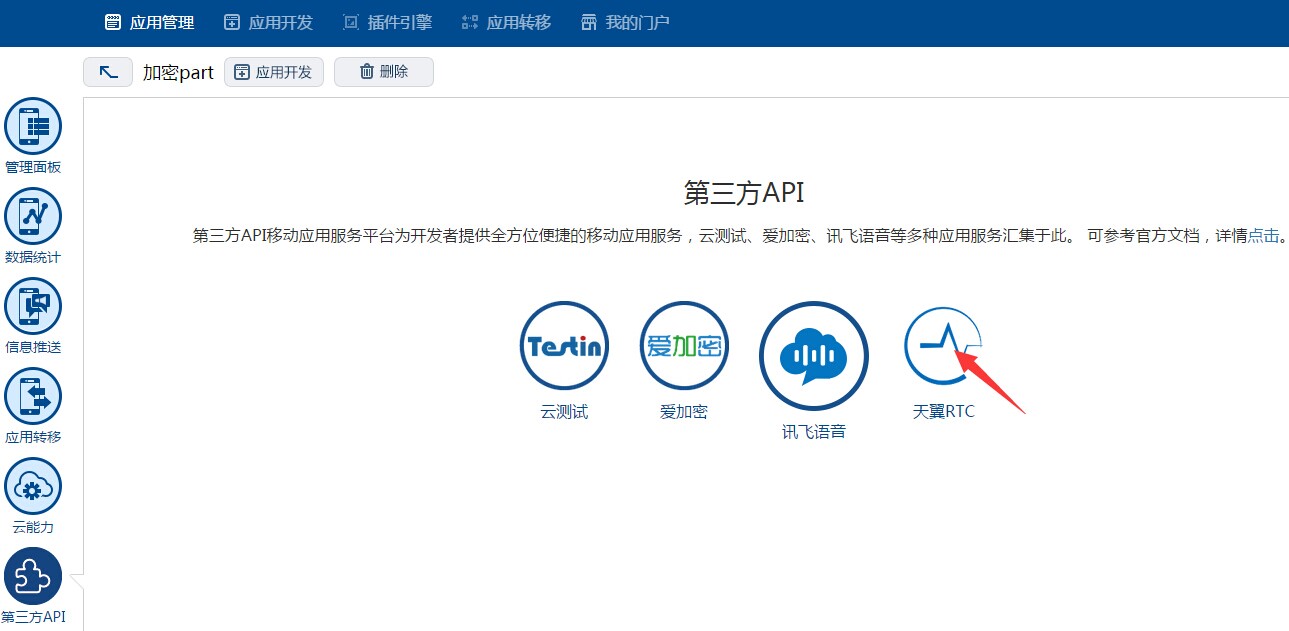 应用管理 应用开发 插件引擎 应用转移 我的门户
加密part 应用开发 删除
管理面板
数据统计
信息推送
应用转移
云能力
第三方API
第三方API
第三方API移动应用服务平台为开发者提供全方位便捷的移动应用服务，云测试、爱加密、讯飞语音等多种应用服务汇集于此。 可参考官方文档，详情点击。
Testin 爱加密
云测试 爱加密 讯飞语音 天翼RTC